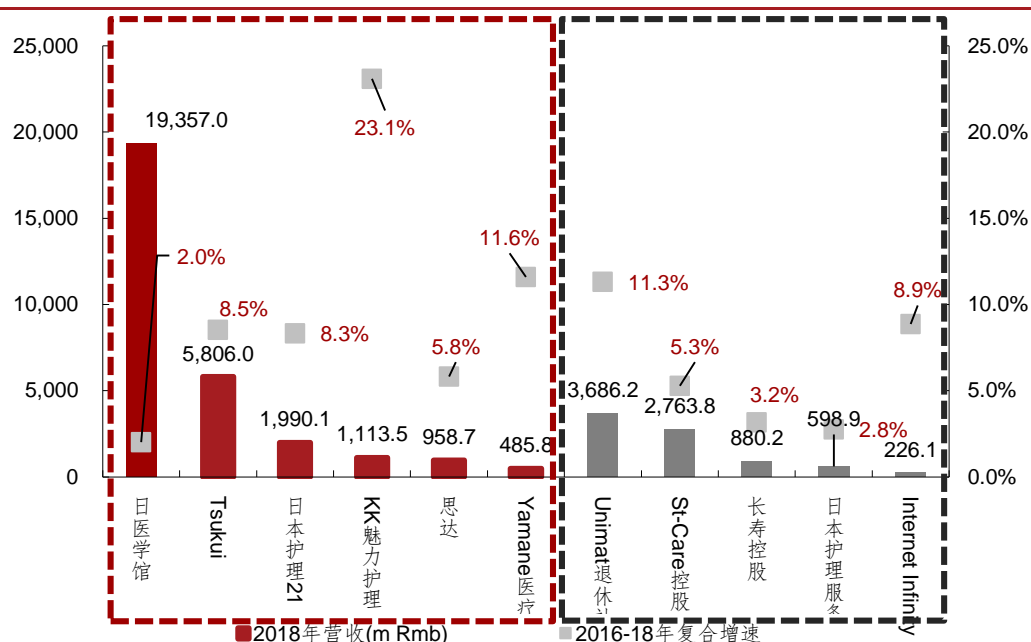 25,000
20,000
15,000
10,000
5,000
0
25.0%
20.0%
15.0%
10.0%
5.0%
0.0%
19,357.0
5,806.0
1,990.1
1,113.5
958.7
485.8
3,686.2
2,763.8
880.2
598.9
226.1
2.0%
8.5%
8.3%
23.1%
5.8%
11.6%
11.3%
5.3%
3.2%
2.8%
8.9%
日医学馆
Tsukui
日本护理21
KK魅力护理
思达
Yamane医疗
Unimat退休
St-Care控股
长寿控股
日本护理服务
Internet Infinity
2018年营收(m Rmb)
2016-18年复合增速